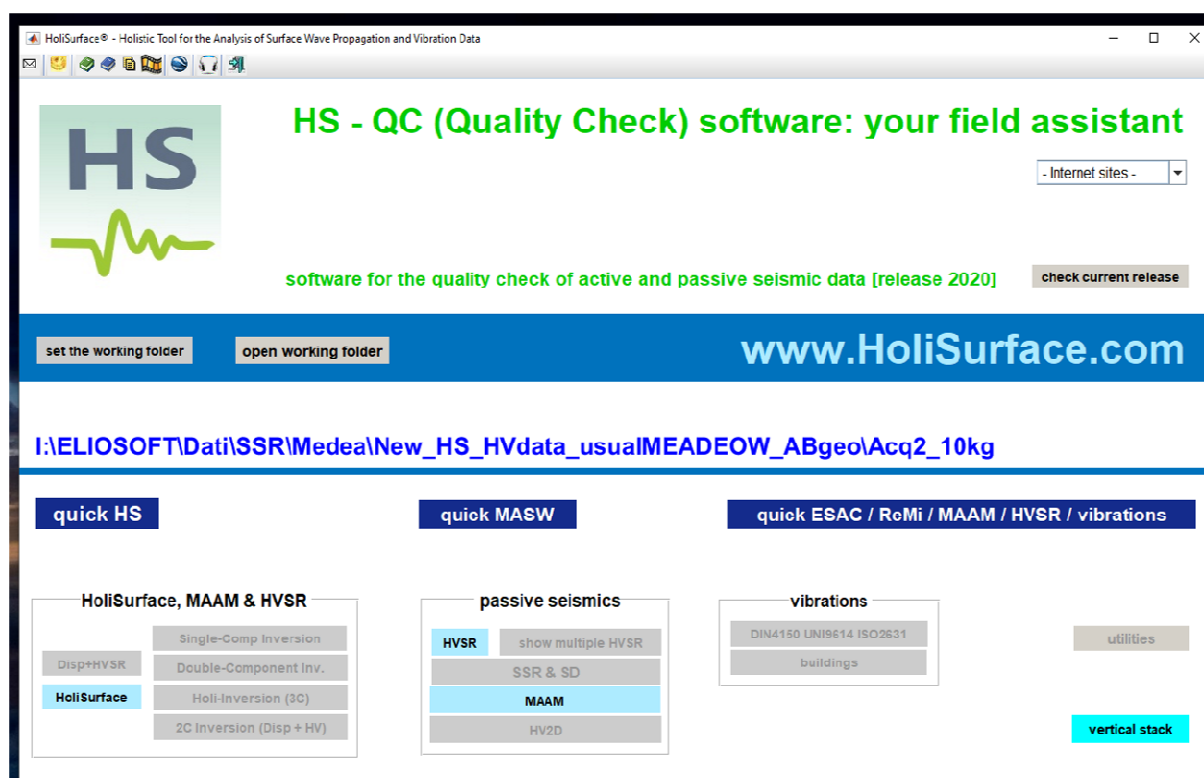 HoliSurface® - Holistic Tool for the Analysis of Surface Wave Propagation and Vibration Data
HS
HS - QC (Quality Check) software: your field assistant
- Internet sites -
software for the quality check of active and passive seismic data [release 2020]
check current release
set the working folder
open working folder
www.HoliSurface.com
I:\ELIOSOFT\Dati\SSR\Medea\New_HS_HVdata_usualMEADEOW_ABgeo\Acq2_10kg
quick HS
quick MASW
quick ESAC / ReMi / MAAM / HVSR / vibrations
HoliSurface, MAAM & HVSR
Single-Comp Inversion
Disp+HVSR
Double-Component Inv.
HoliSurface
Holi-Inversion (3C)
2C Inversion (Disp + HV)
passive seismics
HVSR
show multiple HVSR
SSR & SD
MAAM
HV2D
vibrations
DIN4150 UNI9614 ISO2631
buildings
utilities
vertical stack